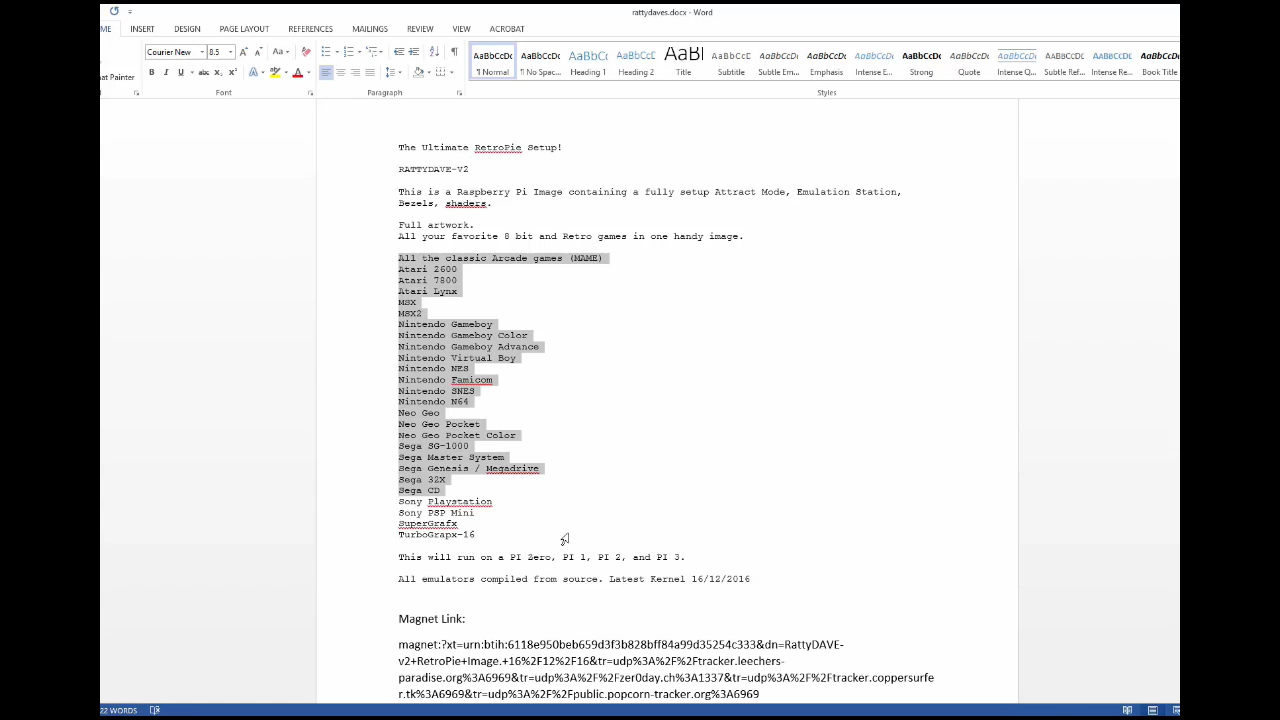 rattydaves.docx - Word
ME INSERT DESIGN PAGE LAYOUT REFERENCES MAILINGS REVIEW VIEW ACROBAT
Courier New 8.5 A A Aa
AaBbCcDc AaBbCcDc AaBbCc AaBbCcC AaBl AaBbCcD AaBbCcDc AaBbCcDc AaBbCcDc AaBbCcDc AaBbCcDc AaBbCcDc AaBbCcDc AaBbCcDc AaBbCcDc
at Painter B I U abc x2 x2 A A ¶ Normal ¶ No Spac... Heading 1 Heading 2 Title Subtitle Subtle Em... Emphasis Intense E... Strong Quote Intense Q... Subtle Ref... Intense Re... Book Title
Font Paragraph Styles
The Ultimate RetroPie Setup!
RATTYDAVE-V2
This is a Raspberry Pi Image containing a fully setup Attract Mode, Emulation Station,
Bezels, shaders.
Full artwork.
All your favorite 8 bit and Retro games in one handy image.
All the classic Arcade games (MAME)
Atari 2600
Atari 7800
Atari Lynx
MSX
MSX2
Nintendo Gameboy
Nintendo Gameboy Color
Nintendo Gameboy Advance
Nintendo Virtual Boy
Nintendo NES
Nintendo Famicom
Nintendo SNES
Nintendo N64
Neo Geo
Neo Geo Pocket
Neo Geo Pocket Color
Sega SG-1000
Sega Master System
Sega Genesis / Megadrive
Sega 32X
Sega CD
Sony Playstation
Sony PSP Mini
SuperGrafx
TurboGrapx-16
This will run on a PI Zero, PI 1, PI 2, and PI 3.
All emulators compiled from source. Latest Kernel 16/12/2016
Magnet Link:
magnet:?xt=urn:btih:6118e950beb659d3f3b828bff84a99d35254c333&dn=RattyDAVE-
v2+RetroPie+Image.+16%2F12%2F16&tr=udp%3A%2F%2Ftracker.leechers-
paradise.org%3A6969&tr=udp%3A%2F%2Fzer0day.ch%3A1337&tr=udp%3A%2F%2Ftracker.coppersurfe
r.tk%3A6969&tr=udp%3A%2F%2Fpublic.popcorn-tracker.org%3A6969
22 WORDS